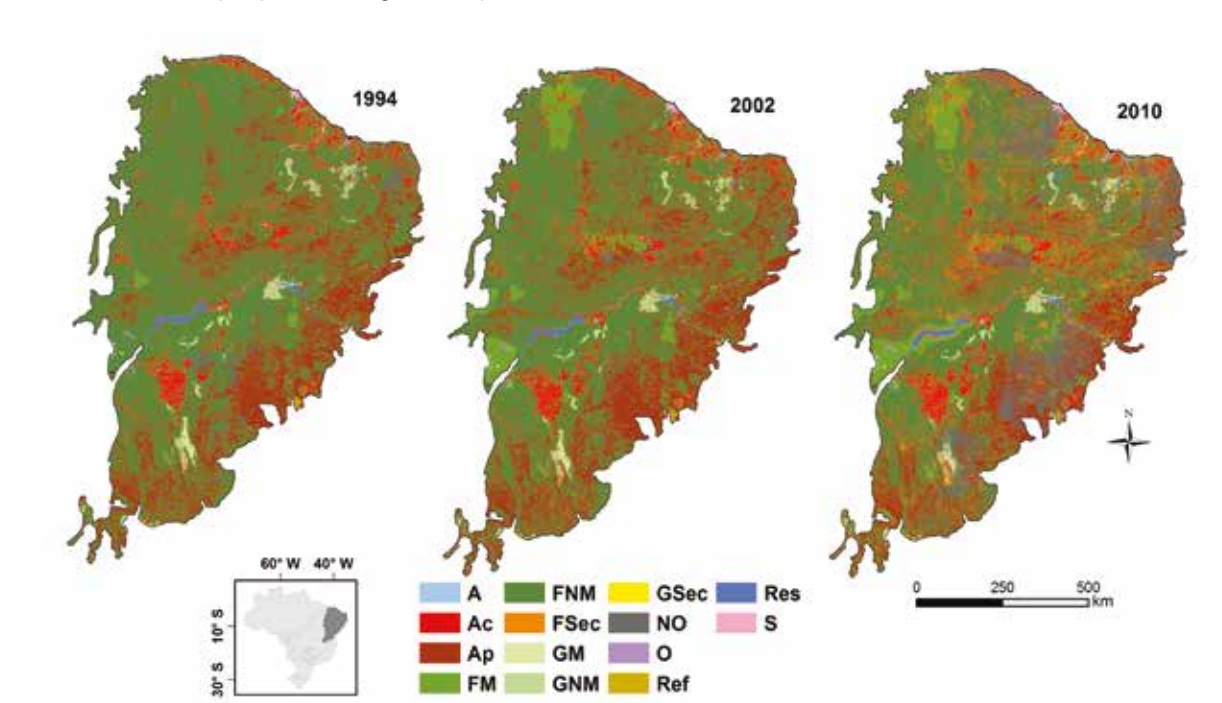 1994
2002
2010
N
60° W 40° W
10° S
30° S
A FNM GSec Res
Ac FSec NO S
Ap GM O
FM GNM Ref
0 250 500
km